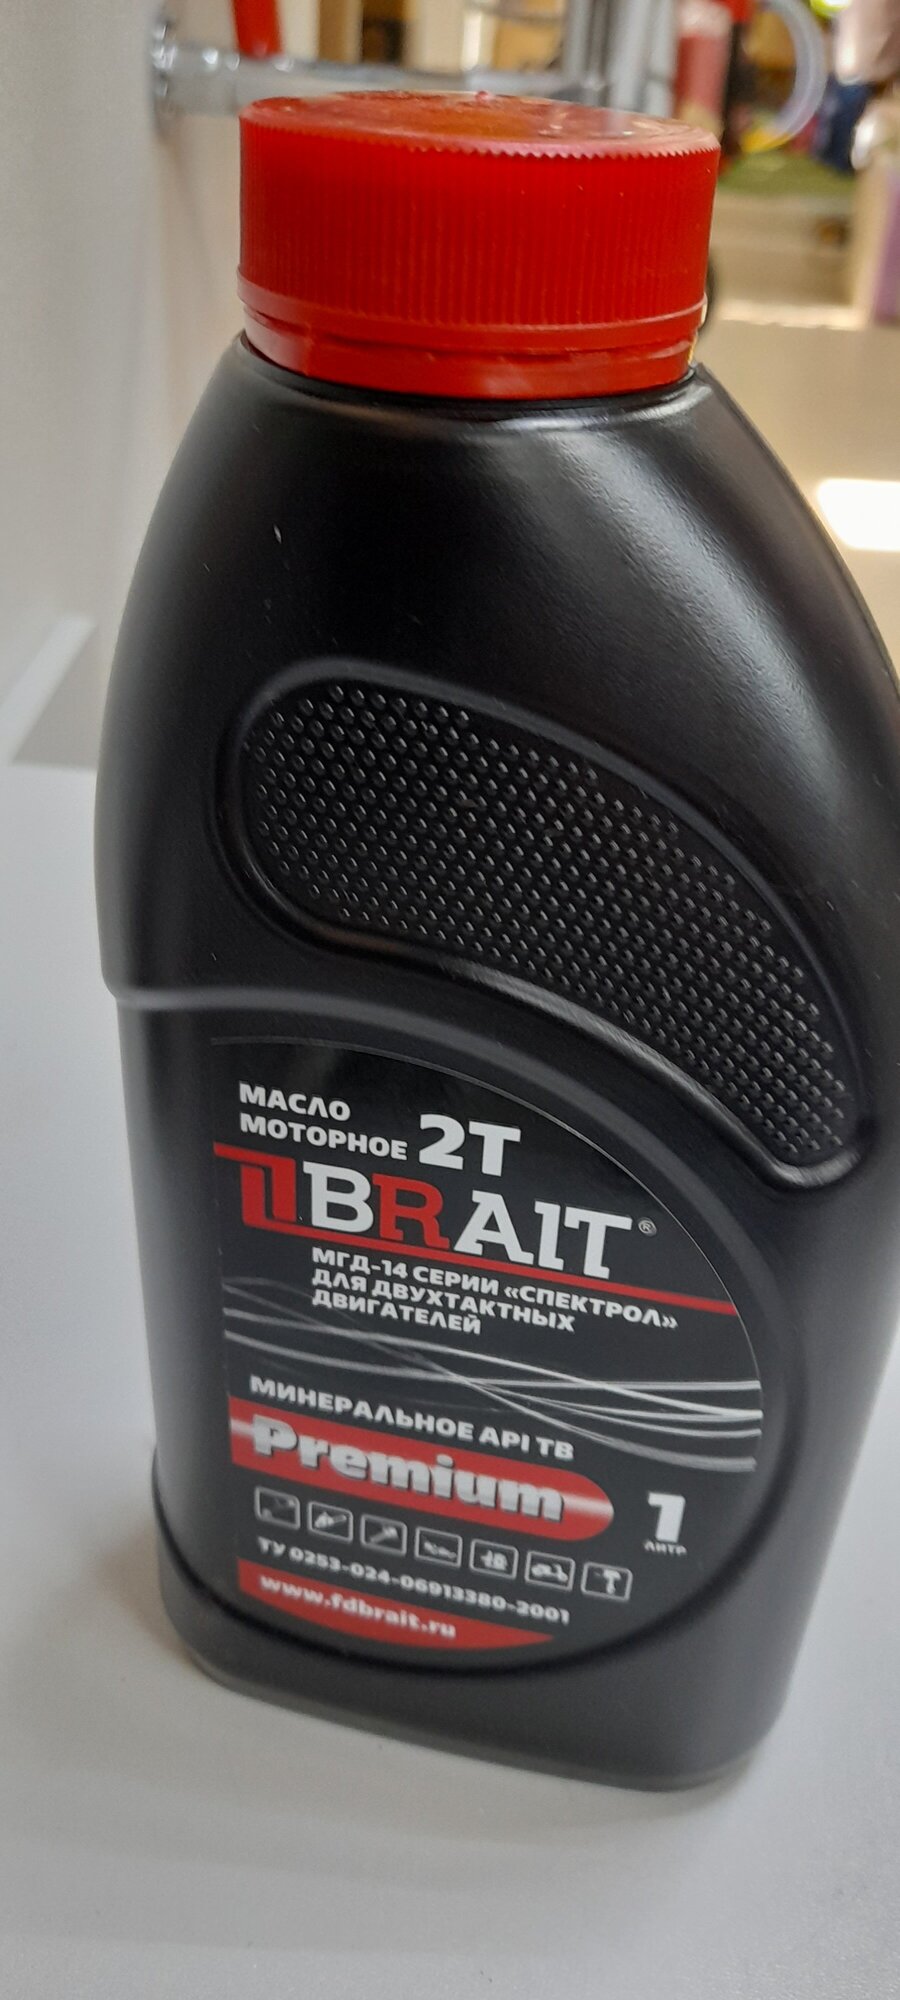 МАСЛО
МОТОРНОЕ 2Т
BRAIT®
МГД-14 СЕРИИ «СПЕКТРОЛ»
ДЛЯ ДВУХТАКТНЫХ
ДВИГАТЕЛЕЙ
МИНЕРАЛЬНОЕ API TB
Premium
1
ЛИТР
ТУ 0253-024-06913380-2001
www.fdbrait.ru